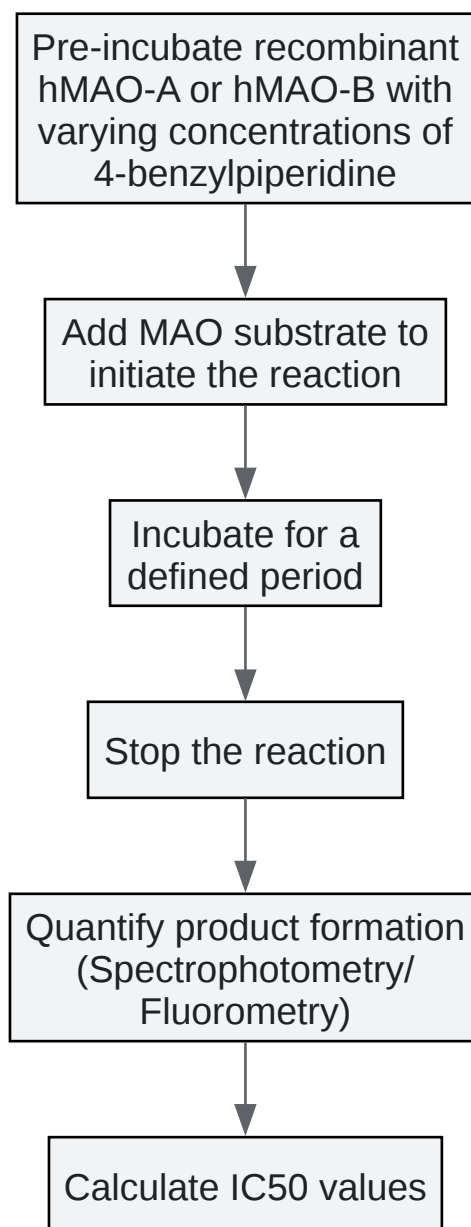 Pre-incubate recombinant
hMAO-A or hMAO-B with
varying concentrations of
4-benzylpiperidine
Add MAO substrate to
initiate the reaction
Incubate for a
defined period
Stop the reaction
Quantify product formation
(Spectrophotometry/
Fluorometry)
Calculate IC50 values